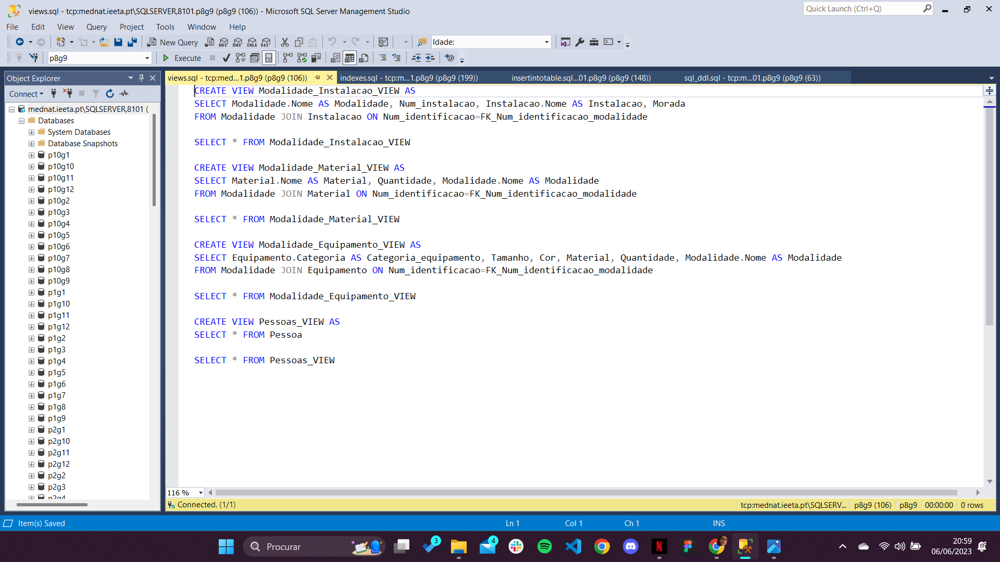 views.sql - tcp:mednat.ieeta.pt\SQLSERVER,8101.p8g9 (p8g9 (106)) - Microsoft SQL Server Management Studio
Quick Launch (Ctrl+Q)
File Edit View Query Project Tools Window Help
New Query MDX DMX XMLA DAX Idade:
p8g9 Execute
Object Explorer
views.sql - tcp:med...1.p8g9 (p8g9 (106)) indexes.sql - tcp:m...1.p8g9 (p8g9 (199)) insertintotable.sql...01.p8g9 (p8g9 (148)) sql_ddl.sql - tcp:m...01.p8g9 (p8g9 (63))
Connect
mednat.ieeta.pt\SQLSERVER,8101 (
Databases
System Databases
Database Snapshots
p10g1
p10g10
p10g11
p10g12
p10g2
p10g3
p10g4
p10g5
p10g6
p10g7
p10g8
p10g9
p1g1
p1g10
p1g11
p1g12
p1g2
p1g3
p1g4
p1g5
p1g6
p1g7
p1g8
p1g9
p2g1
p2g10
p2g11
p2g12
p2g2
p2g3
p2g4
CREATE VIEW Modalidade_Instalacao_VIEW AS
SELECT Modalidade.Nome AS Modalidade, Num_instalacao, Instalacao.Nome AS Instalacao, Morada
FROM Modalidade JOIN Instalacao ON Num_identificacao=FK_Num_identificacao_modalidade
SELECT * FROM Modalidade_Instalacao_VIEW
CREATE VIEW Modalidade_Material_VIEW AS
SELECT Material.Nome AS Material, Quantidade, Modalidade.Nome AS Modalidade
FROM Modalidade JOIN Material ON Num_identificacao=FK_Num_identificacao_modalidade
SELECT * FROM Modalidade_Material_VIEW
CREATE VIEW Modalidade_Equipamento_VIEW AS
SELECT Equipamento.Categoria AS Categoria_equipamento, Tamanho, Cor, Material, Quantidade, Modalidade.Nome AS Modalidade
FROM Modalidade JOIN Equipamento ON Num_identificacao=FK_Num_identificacao_modalidade
SELECT * FROM Modalidade_Equipamento_VIEW
CREATE VIEW Pessoas_VIEW AS
SELECT * FROM Pessoa
SELECT * FROM Pessoas_VIEW
116 %
Connected. (1/1) tcp:mednat.ieeta.pt\SQLSERV... p8g9 (106) p8g9 00:00:00 0 rows
Item(s) Saved Ln 1 Col 1 Ch 1 INS
Procurar
3
4
20:59
06/06/2023